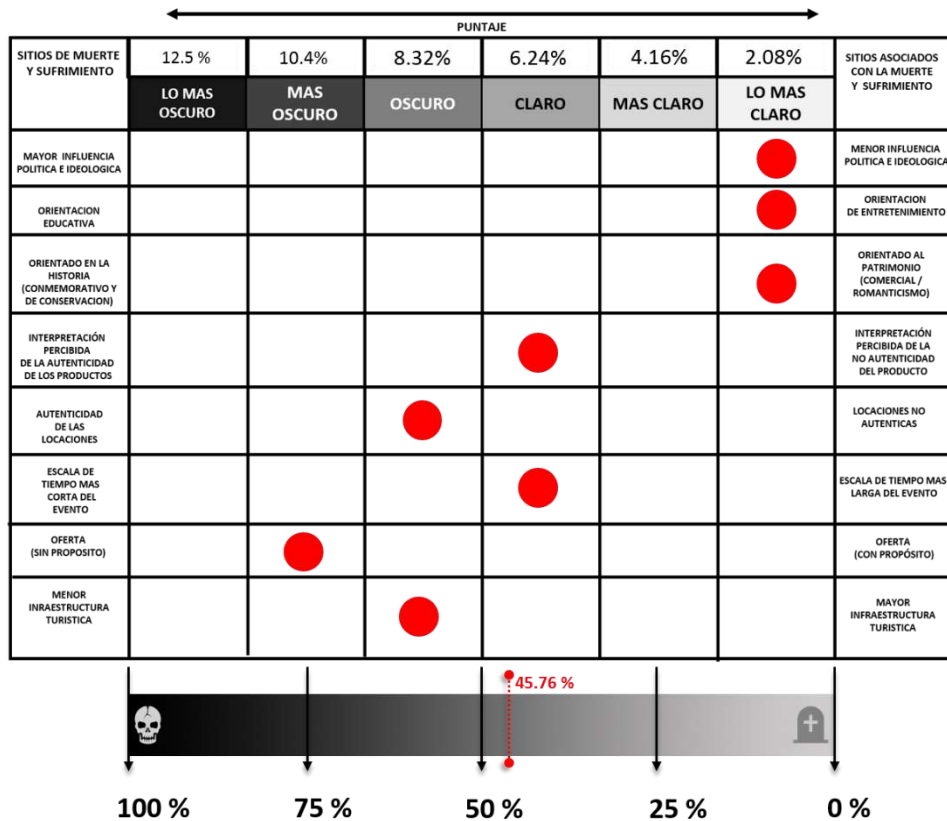 PUNTAJE
SITIOS DE MUERTE
Y SUFRIMIENTO
12.5 %
10.4%
8.32%
6.24%
4.16%
2.08%
SITIOS ASOCIADOS
CON LA MUERTE
Y SUFRIMIENTO
LO MAS
OSCURO
MAS
OSCURO
OSCURO
CLARO
MAS CLARO
LO MAS
CLARO
MAYOR INFLUENCIA
POLITICA E IDEOLOGICA
MENOR INFLUENCIA
POLITICA E IDEOLOGICA
ORIENTACION
EDUCATIVA
ORIENTACION
DE ENTRETENIMIENTO
ORIENTADO EN LA
HISTORIA
(CONMEMORATIVO Y
DE CONSERVACION)
ORIENTADO AL
PATRIMONIO
(COMERCIAL /
ROMANTICISMO)
INTERPRETACIÓN
PERCIBIDA
DE LA AUTENTICIDAD
DE LOS PRODUCTOS
INTERPRETACIÓN
PERCIBIDA DE LA
NO AUTENTICIDAD
DEL PRODUCTO
AUTENTICIDAD
DE LAS
LOCACIONES
LOCACIONES NO
AUTENTICAS
ESCALA DE
TIEMPO MAS
CORTA DEL
EVENTO
ESCALA DE TIEMPO MAS
LARGA DEL EVENTO
OFERTA
(SIN PROPOSITO)
OFERTA
(CON PROPÓSITO)
MENOR
INRAESTRUCTURA
TURISTICA
MAYOR
INFRAESTRUCTURA
TURISTICA
45.76 %
100 %
75 %
50 %
25 %
0 %